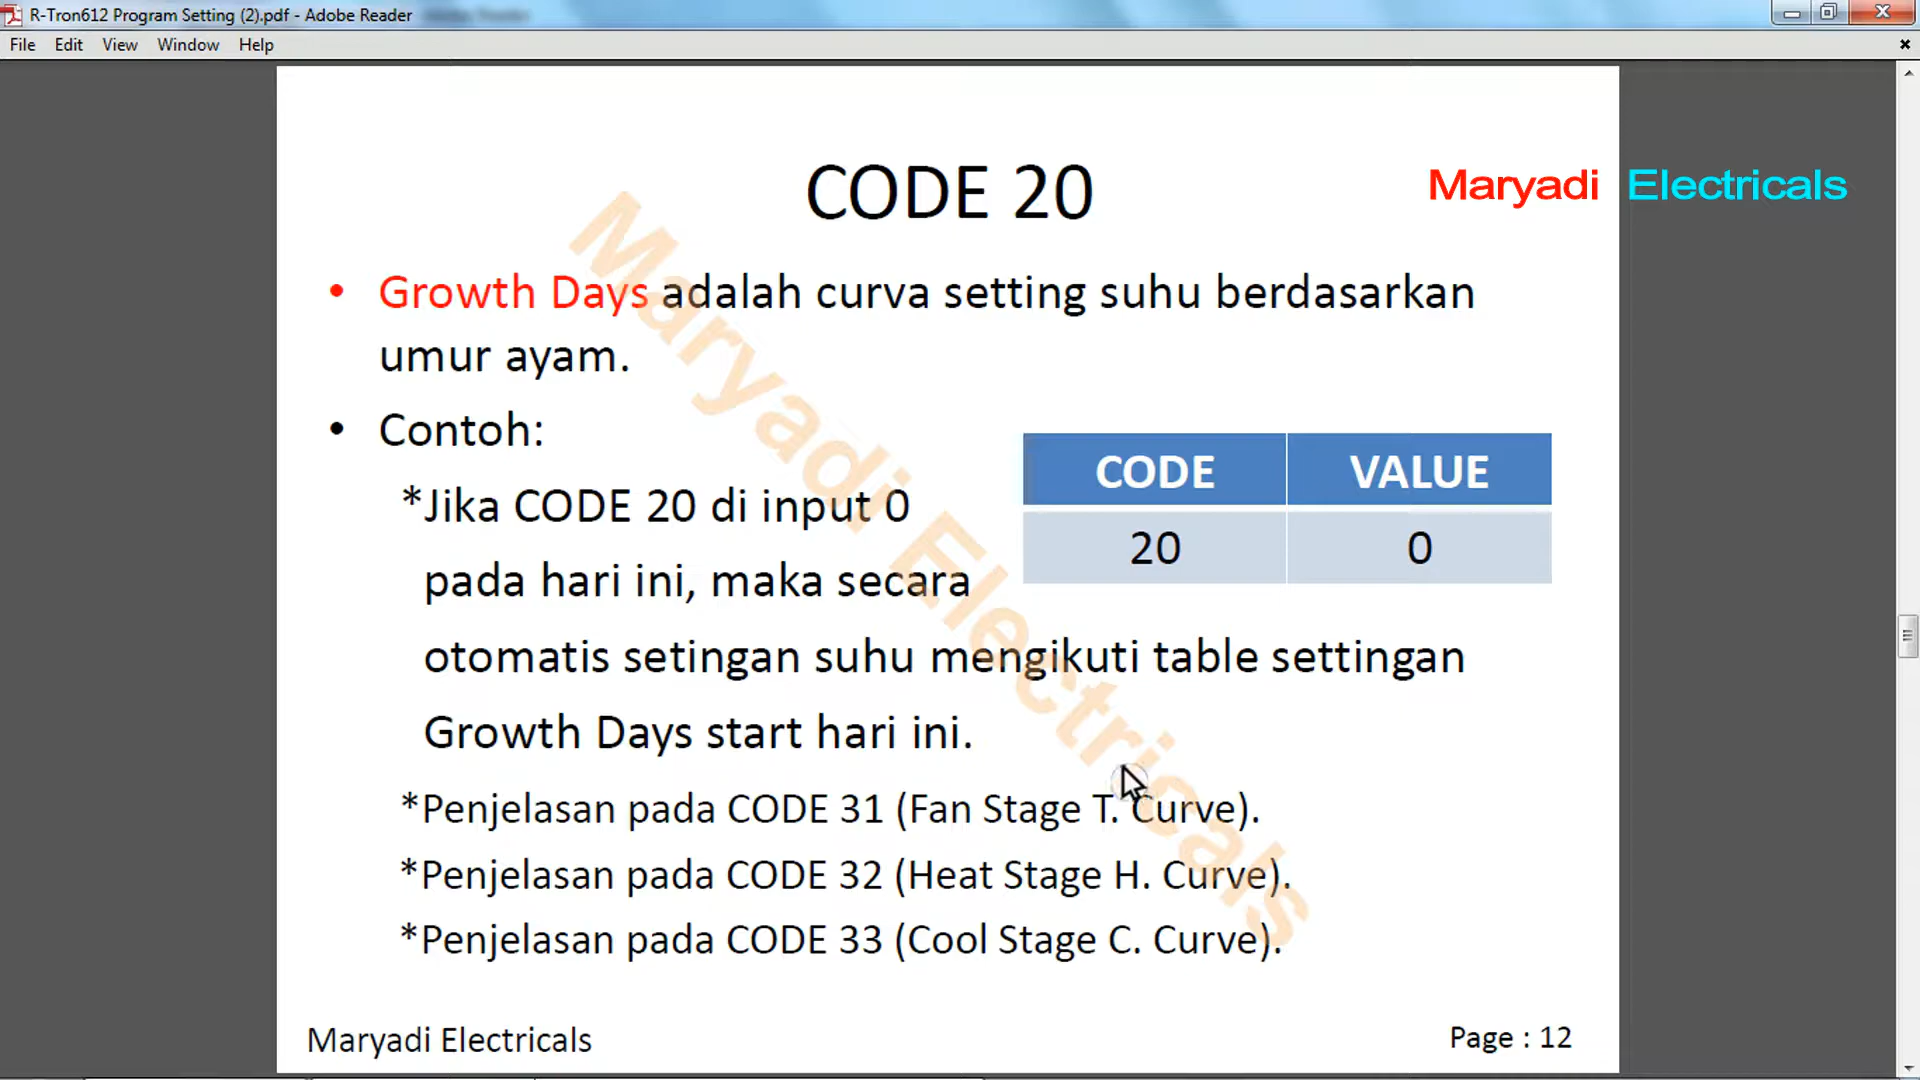 R-Tron612 Program Setting (2).pdf - Adobe Reader
File Edit View Window Help
CODE 20
Maryadi Electricals
• Growth Days adalah curva setting suhu berdasarkan
umur ayam.
• Contoh:
*Jika CODE 20 di input 0
pada hari ini, maka secara
otomatis setingan suhu mengikuti table settingan
Growth Days start hari ini.
CODE VALUE
20 0
*Penjelasan pada CODE 31 (Fan Stage T. Curve).
*Penjelasan pada CODE 32 (Heat Stage H. Curve).
*Penjelasan pada CODE 33 (Cool Stage C. Curve).
Maryadi Electricals
Maryadi Electricals
Page : 12